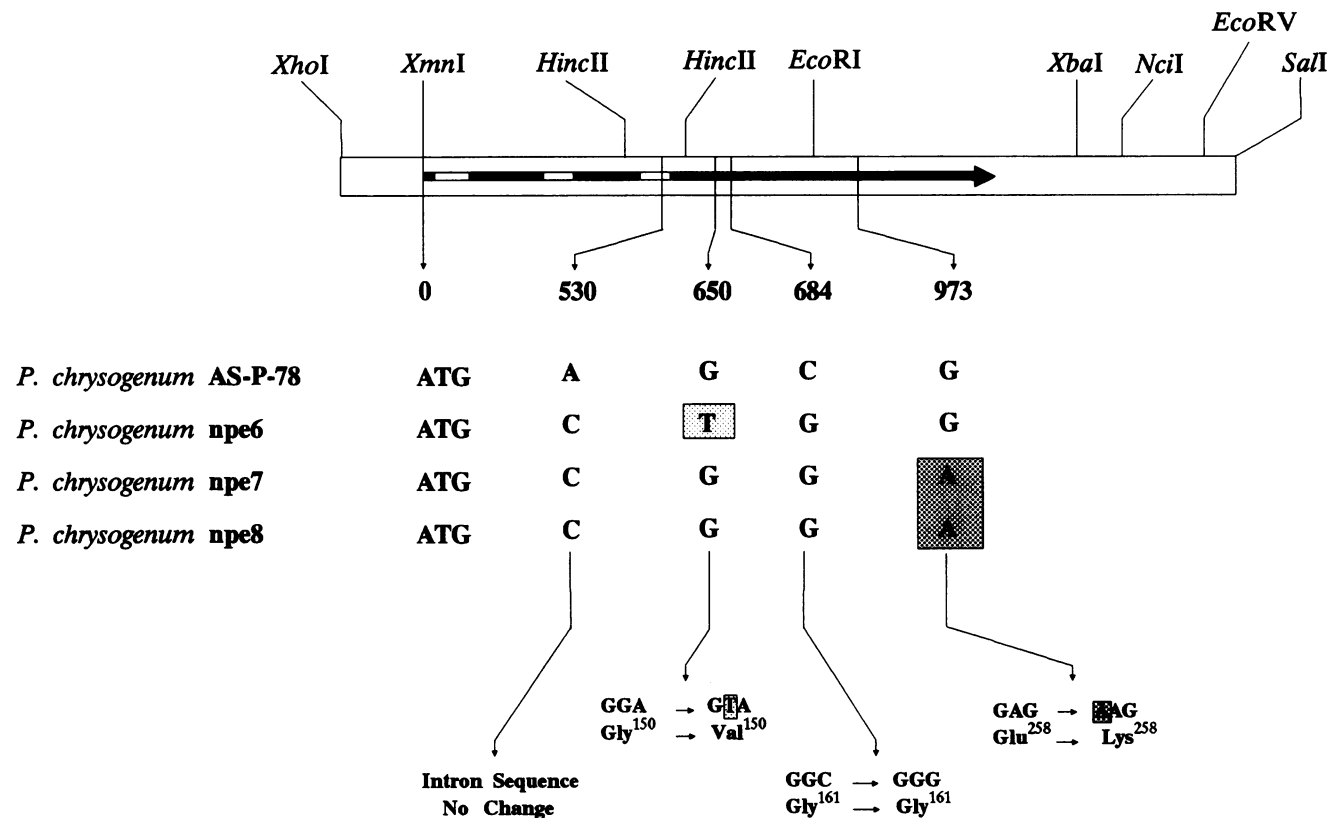 EcoRV
XhoI XmnI HincII HincII EcoRI XbaI NciI SalI
0 530 650 684 973
P. chrysogenum AS-P-78 ATG A G C G
P. chrysogenum npe6 ATG C T G G
P. chrysogenum npe7 ATG C G G A
P. chrysogenum npe8 ATG C G G A
GGA → GTA
Gly150 → Val150
GAG → AAG
Glu258 → Lys258
Intron Sequence
No Change
GGC → GGG
Gly161 → Gly161